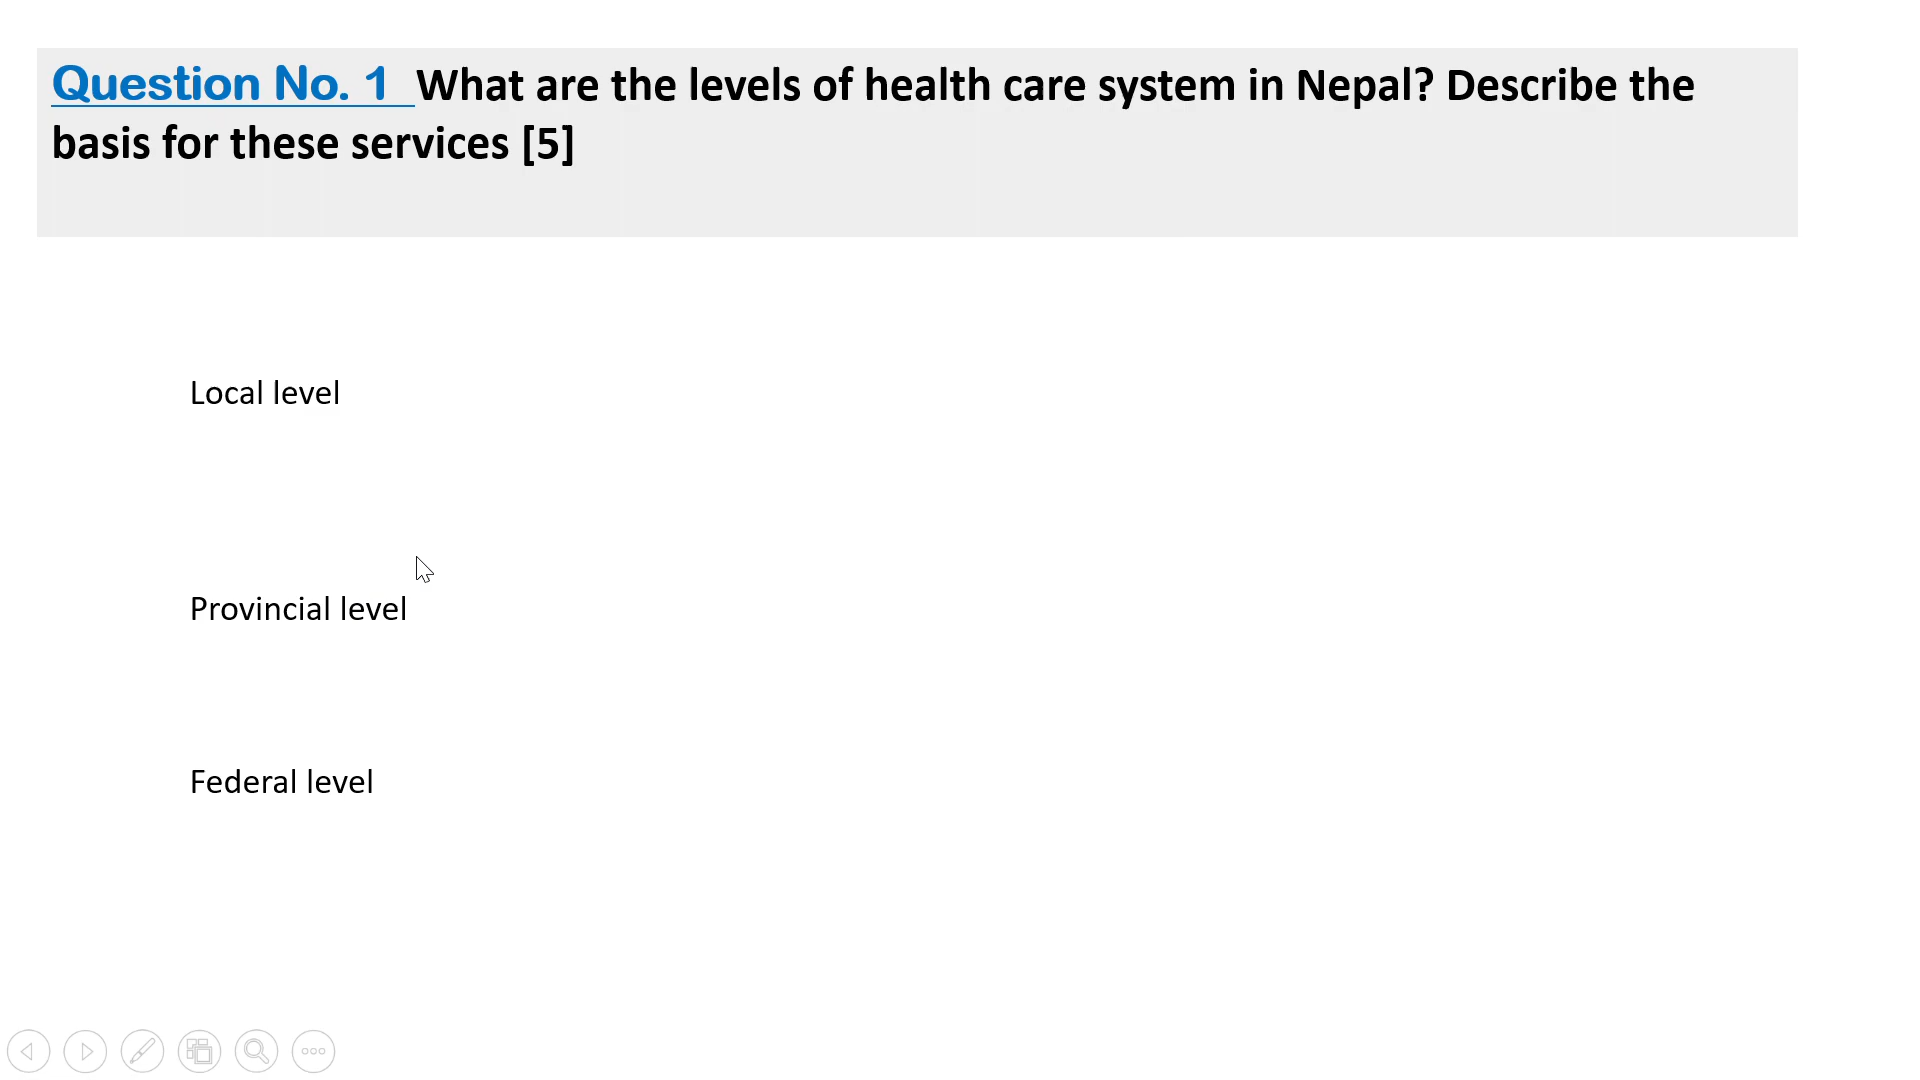 Question No. 1 What are the levels of health care system in Nepal? Describe the
basis for these services [5]
Local level
Provincial level
Federal level